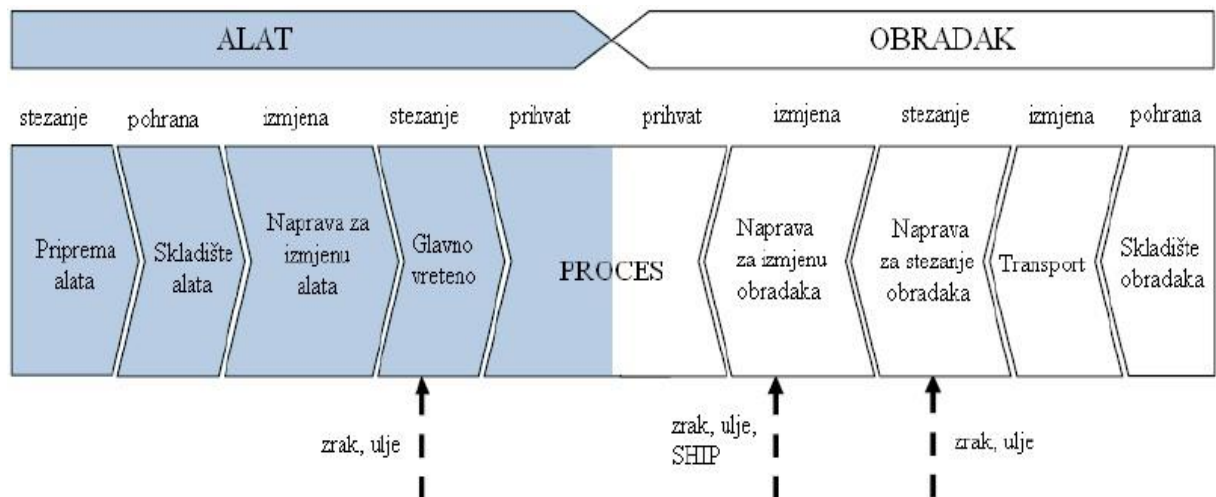 ALAT
OBRADAK
stezanje
pohrana
izmjena
stezanje
prihvat
prihvat
izmjena
stezanje
izmjena
pohrana
Priprema
alata
Skladište
alata
Naprava za
izmjenu
alata
Glavno
vreteno
PROCES
Naprava
za izmjenu
obradaka
Naprava
za stezanje
obradaka
Transport
Skladište
obradaka
zrak, ulje
zrak, ulje,
SHIP
zrak, ulje